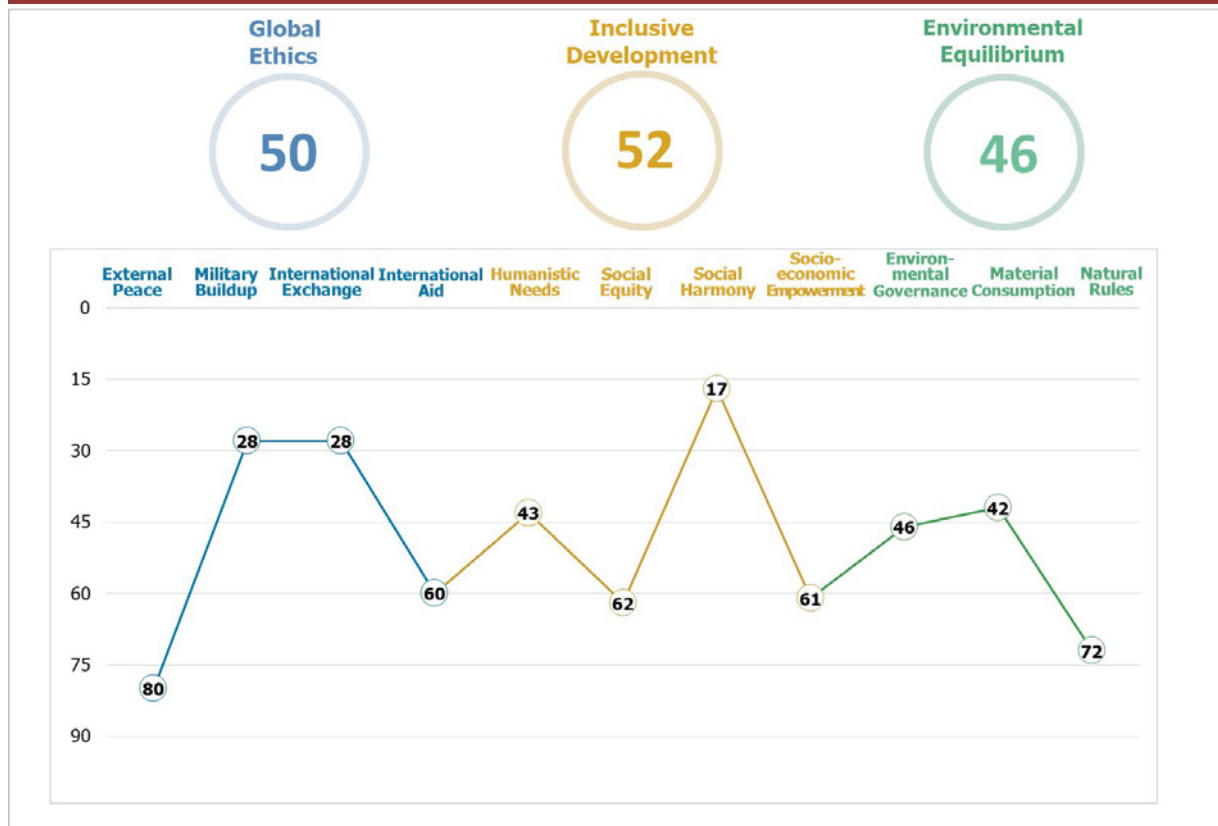 Global
Ethics
Inclusive
Development
Environmental
Equilibrium
50
52
46
External
Peace
Military
Buildup
International
Exchange
International
Aid
Humanistic
Needs
Social
Equity
Social
Harmony
Socio-
economic
Empowerment
Environ-
mental
Governance
Material
Consumption
Natural
Rules
0
15
30
45
60
75
90
80
28
28
60
43
62
17
61
46
42
72